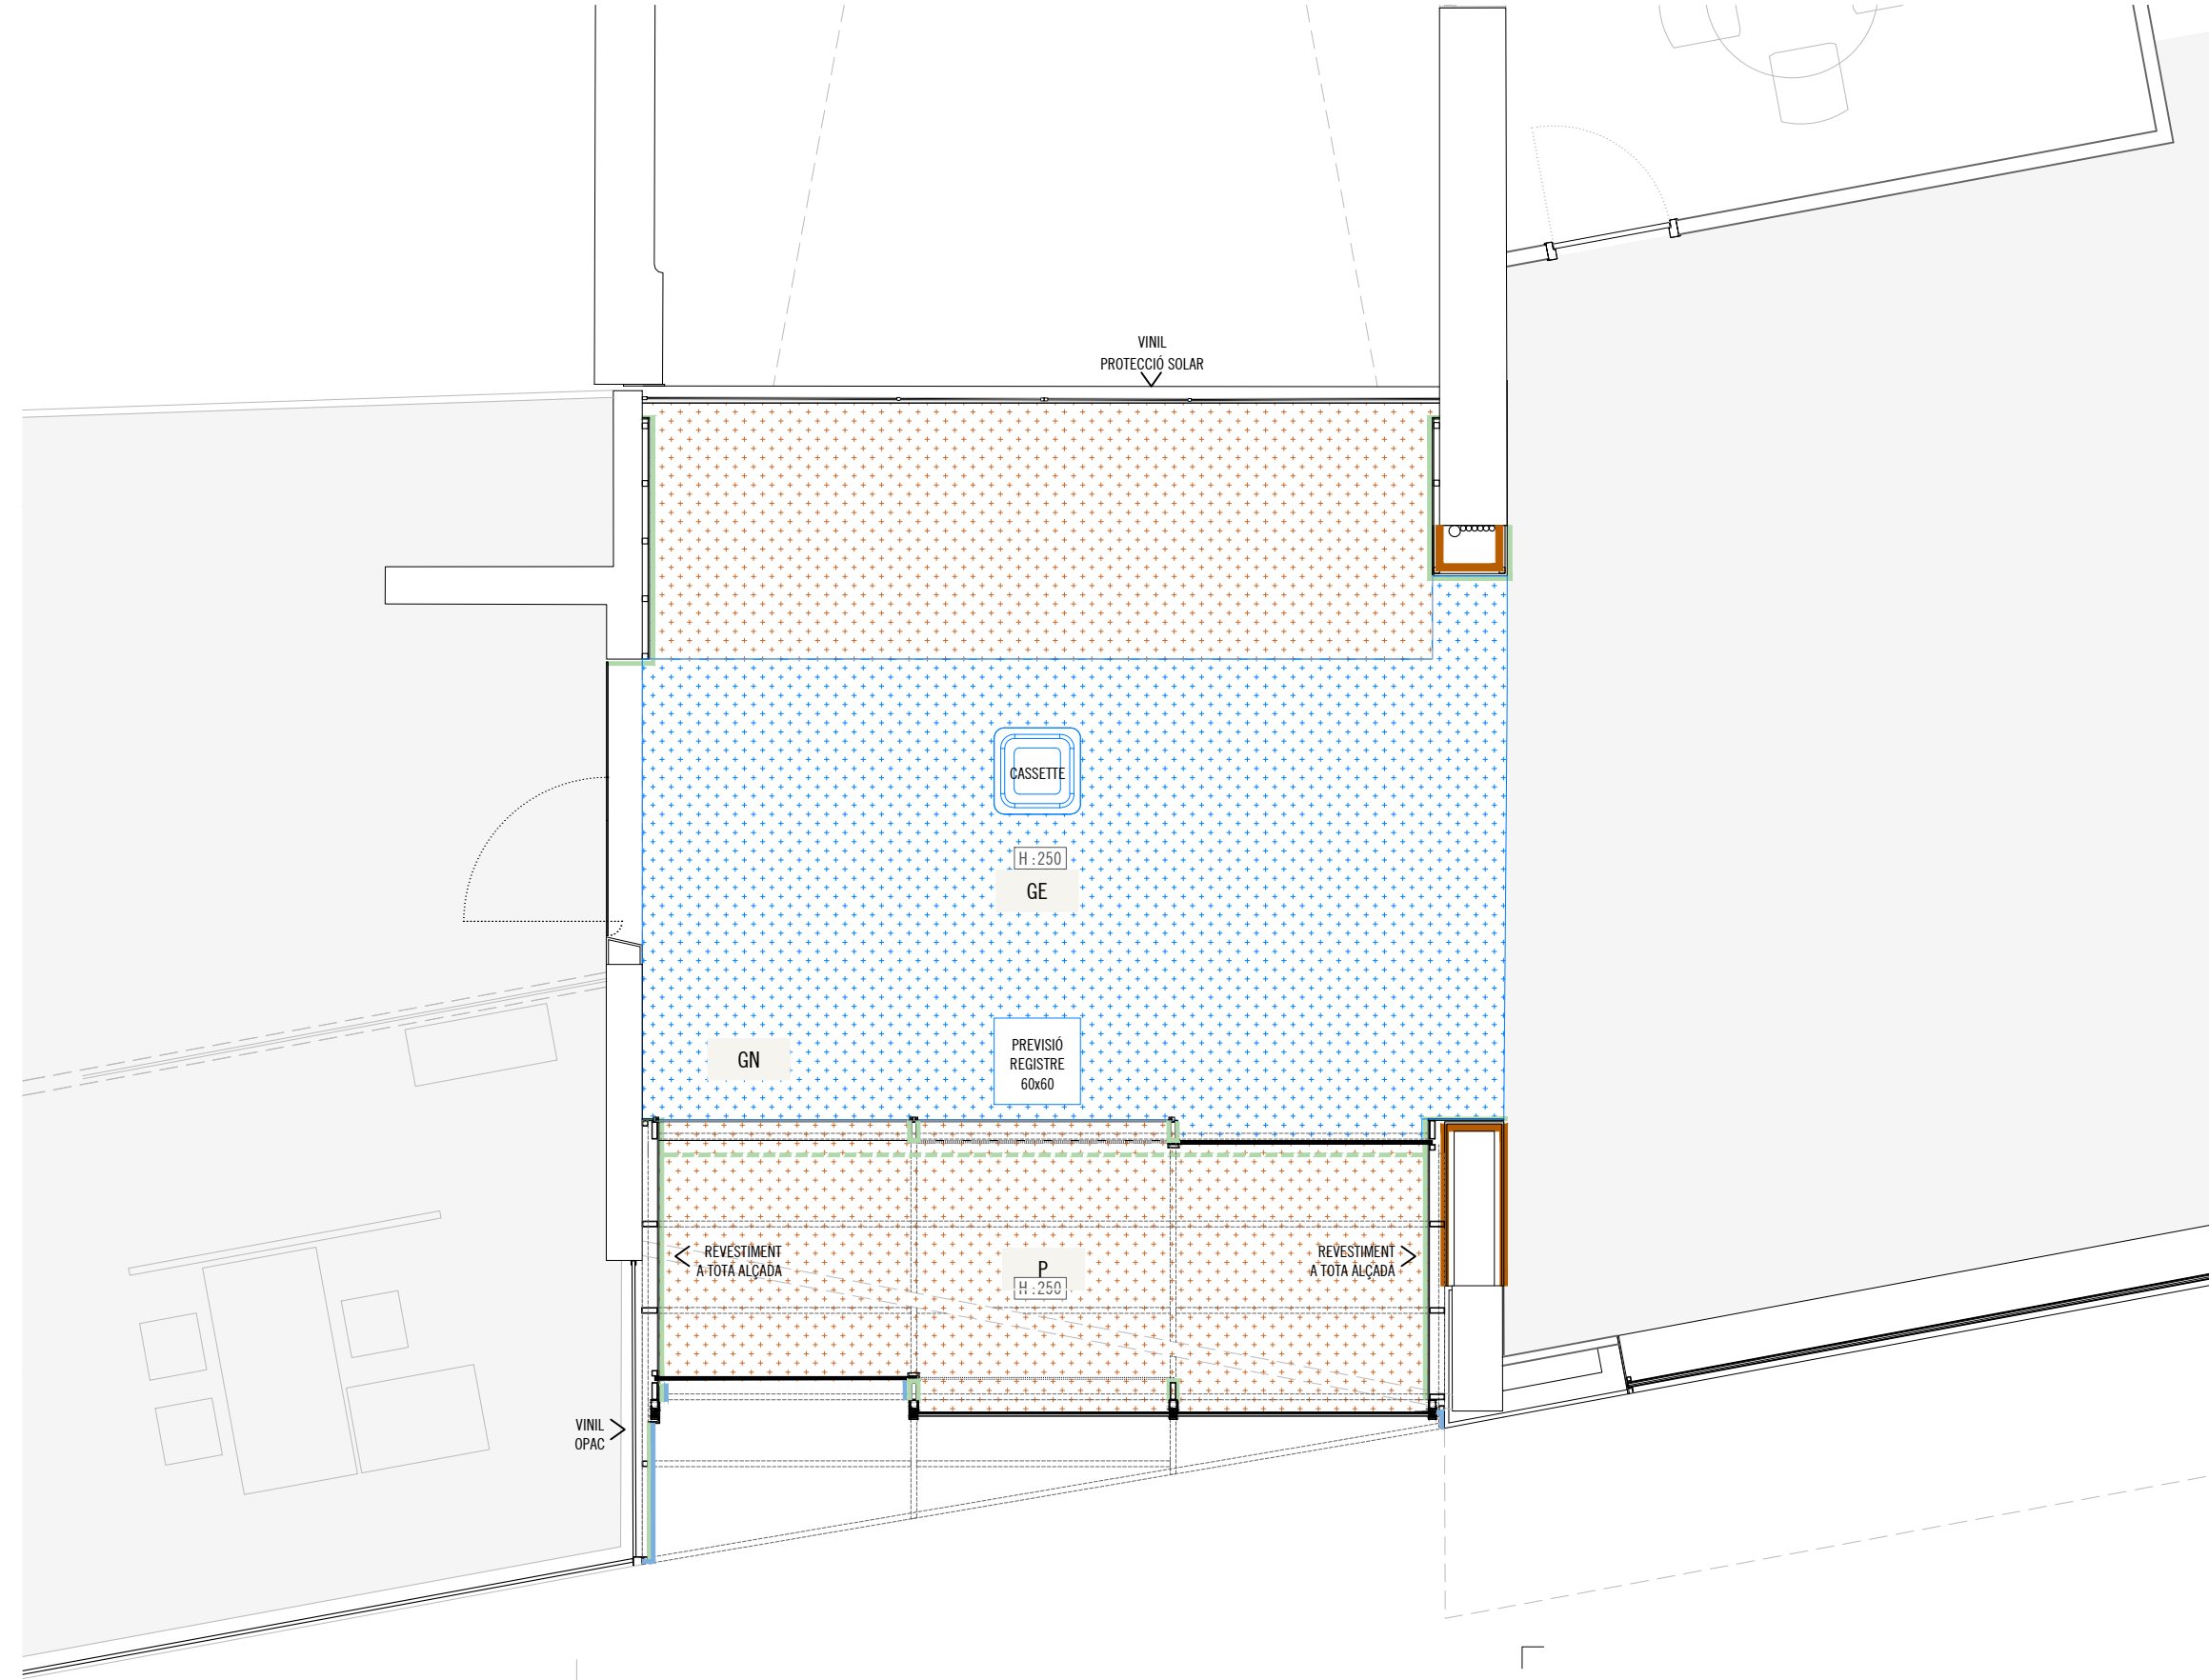 VINIL
PROTECCIÓ SOLAR
CASSETTE
H:250
GE
GN
PREVISIÓ
REGISTRE
60x60
REVESTIMENT
A TOTA ALÇADA
P
H:250
REVESTIMENT
A TOTA ALÇADA
VINIL
OPAC